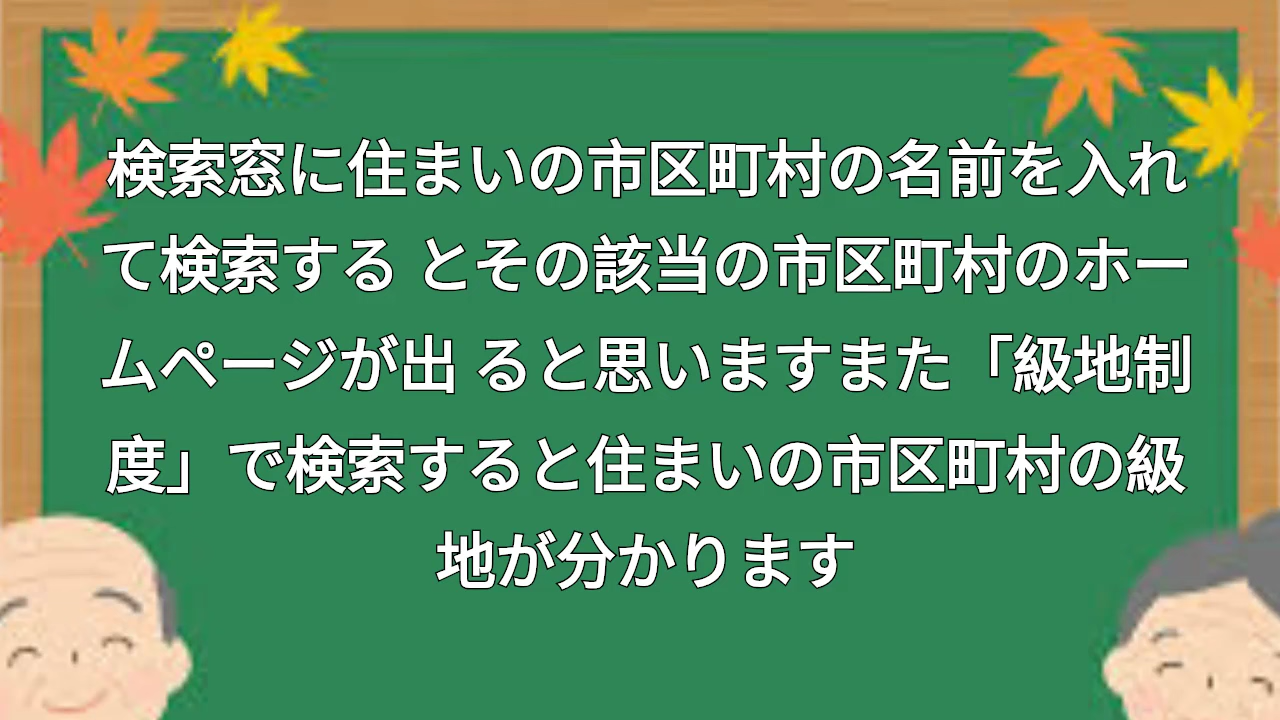 検索窓に住まいの市区町村の名前を入れ
て検索する とその該当の市区町村のホー
ムページが出 ると思いますまた「級地制
度」で検索すると住まいの市区町村の級
地が分かります